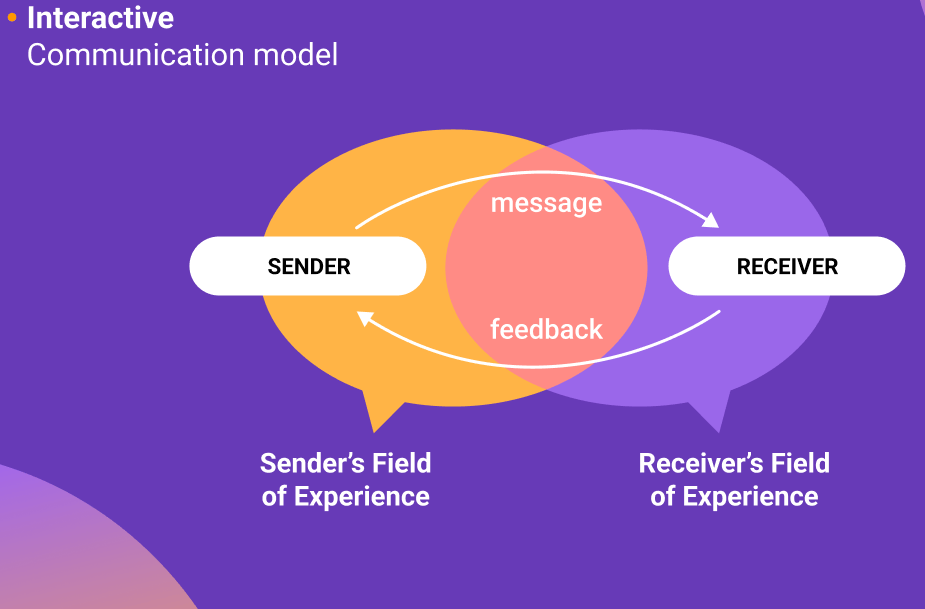 • Interactive
Communication model
message
SENDER
RECEIVER
feedback
Sender’s Field
of Experience
Receiver’s Field
of Experience